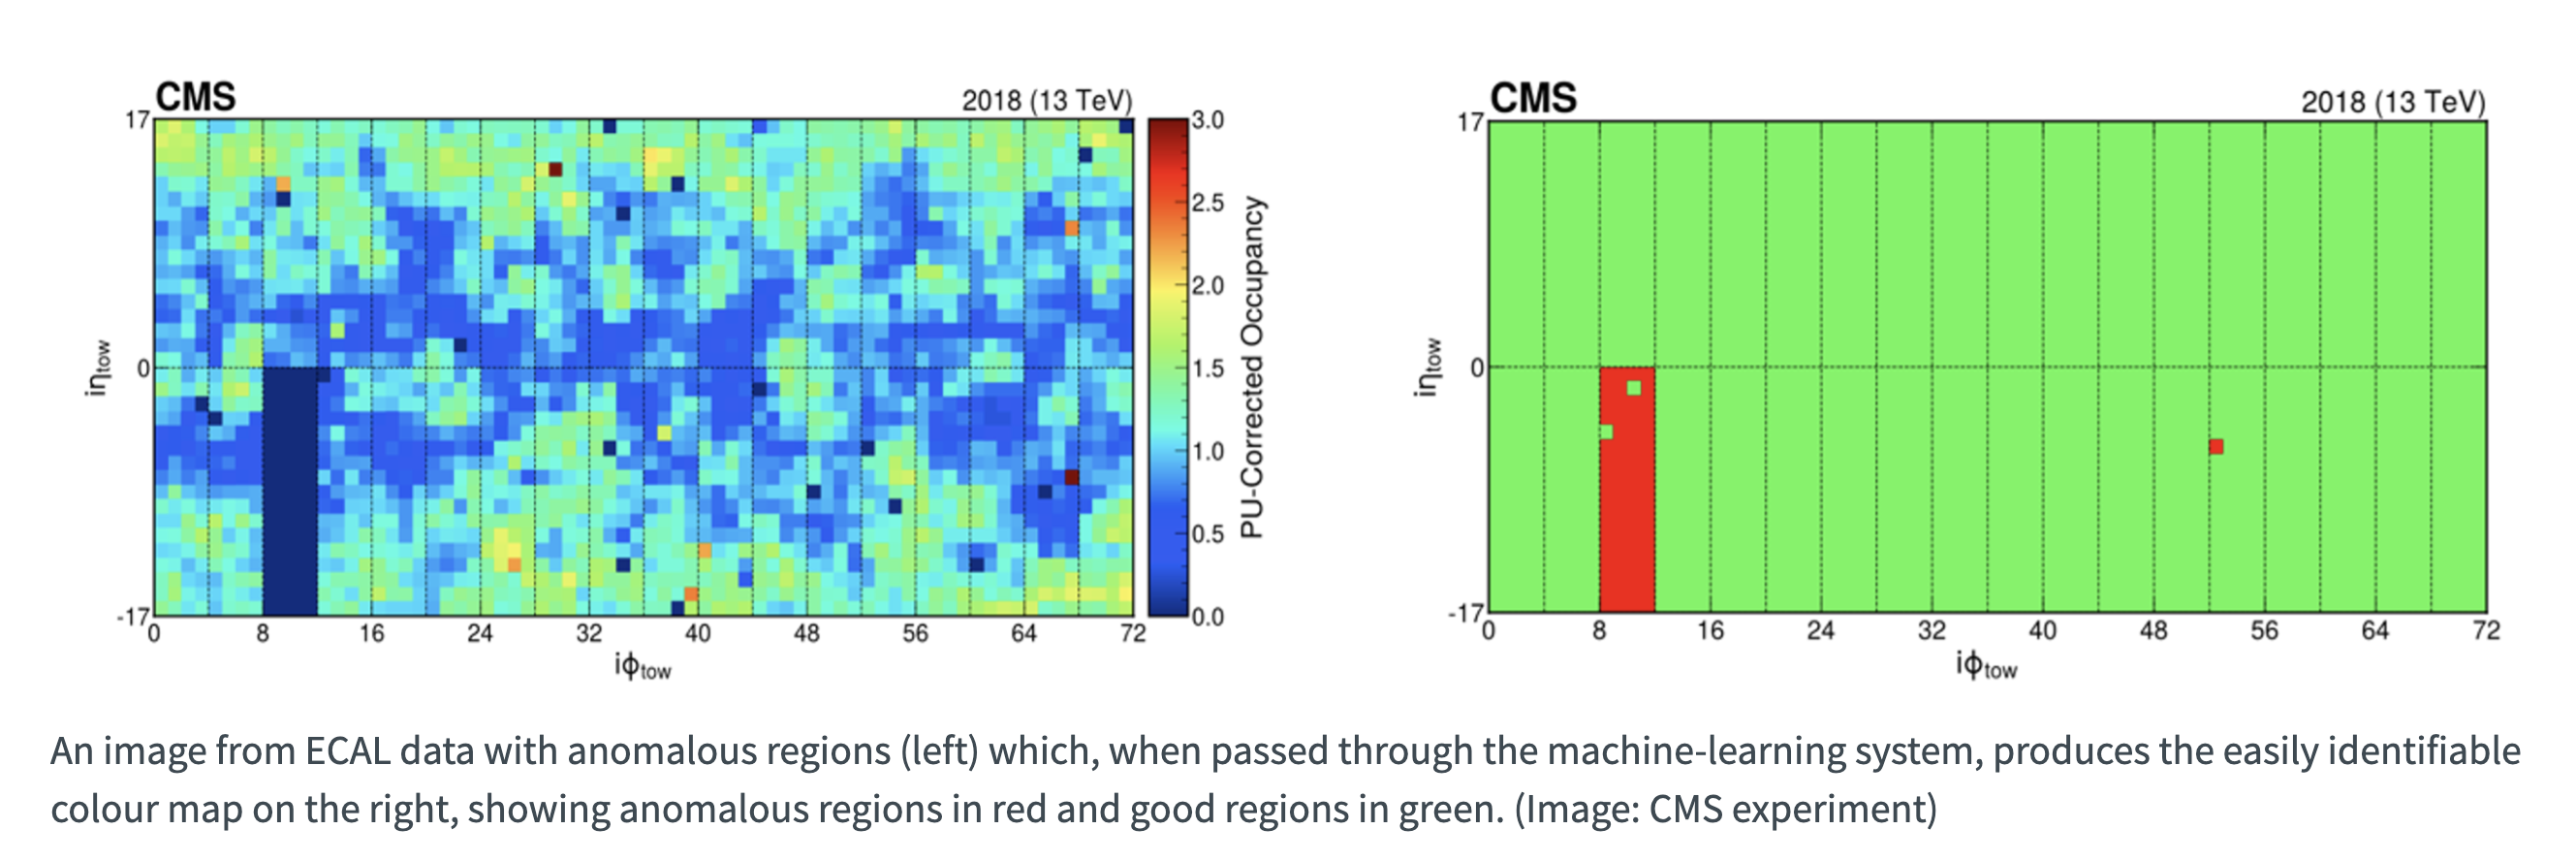 CMS
2018 (13 TeV)
17
0
-17
iη_tow
0 8 16 24 32 40 48 56 64 72
iϕ_tow
3.0
2.5
2.0
1.5
1.0
0.5
0.0
PU-Corrected Occupancy
CMS
2018 (13 TeV)
17
0
-17
iη_tow
0 8 16 24 32 40 48 56 64 72
iϕ_tow
An image from ECAL data with anomalous regions (left) which, when passed through the machine-learning system, produces the easily identifiable
colour map on the right, showing anomalous regions in red and good regions in green. (Image: CMS experiment)